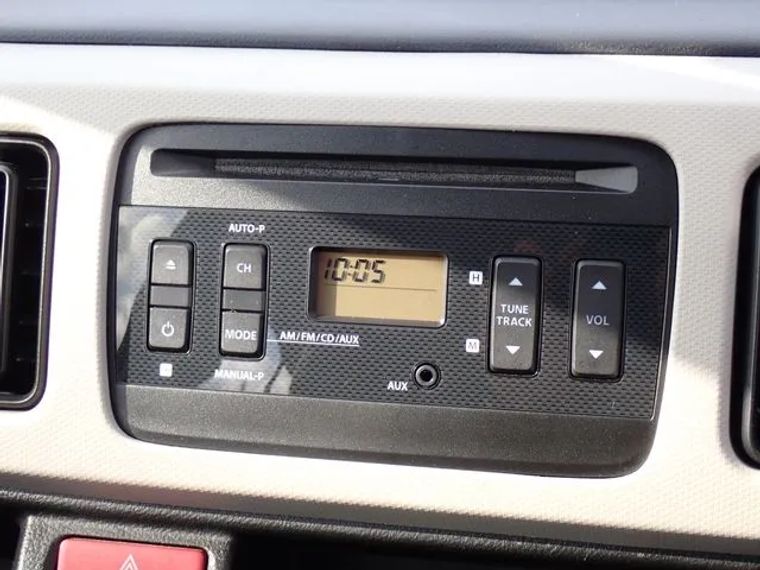 AUTO-P
CH
MODE
AM/FM/CD/AUX
MANUAL-P
10:05
AUX
H
TUNE
TRACK
M
VOL